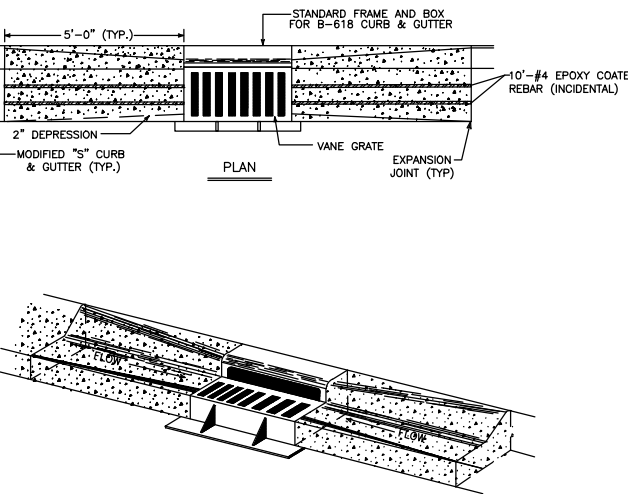 STANDARD FRAME AND BOX
FOR B-618 CURB & GUTTER
5'-0" (TYP.)
10'-#4 EPOXY COATE
REBAR (INCIDENTAL)
2" DEPRESSION
VANE GRATE
MODIFIED "S" CURB
& GUTTER (TYP.)
EXPANSION
JOINT (TYP)
PLAN
FLOW
FLOW